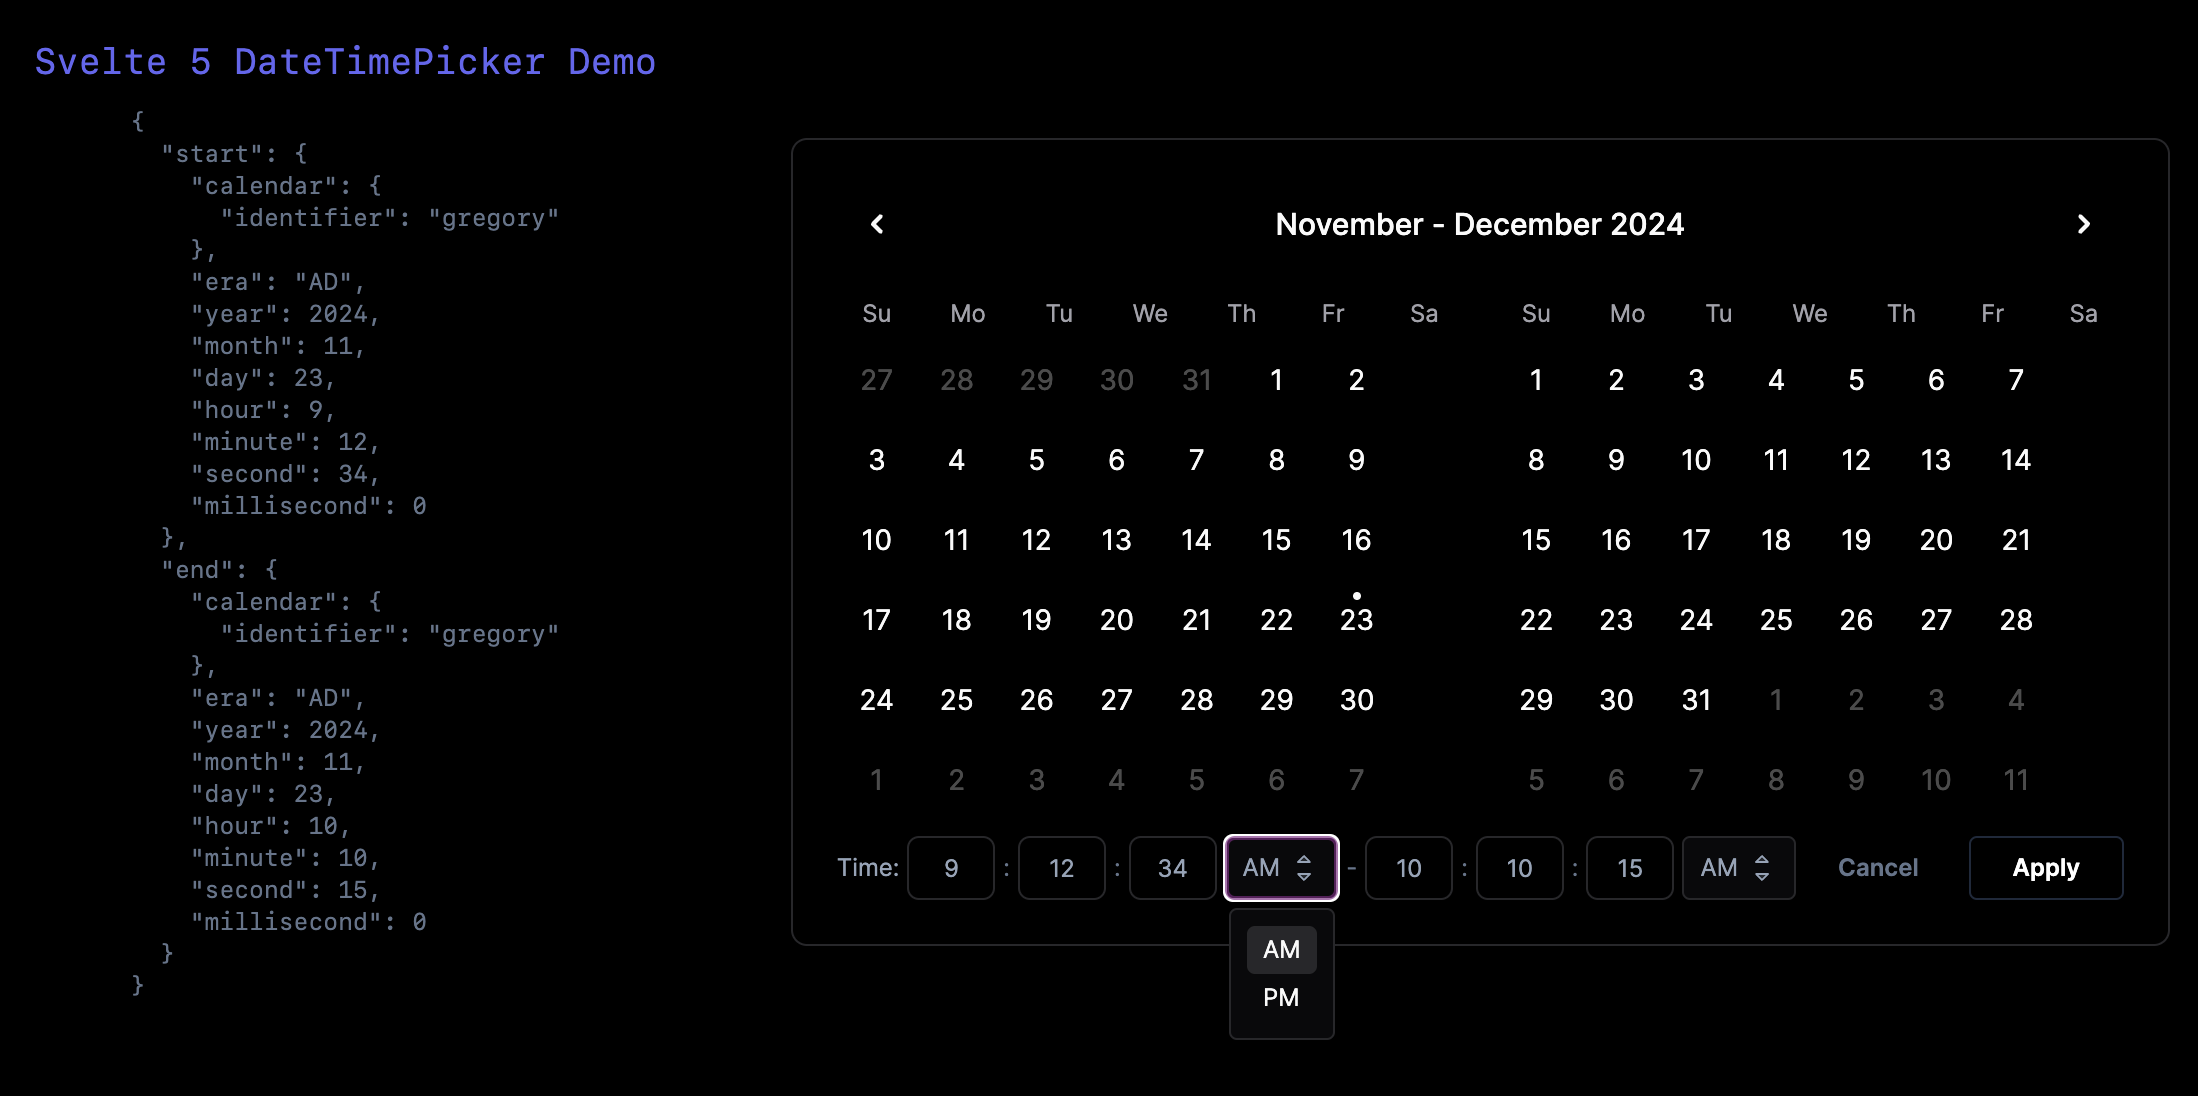 Svelte 5 DateTimePicker Demo
{
  "start": {
    "calendar": {
      "identifier": "gregory"
    },
    "era": "AD",
    "year": 2024,
    "month": 11,
    "day": 23,
    "hour": 9,
    "minute": 12,
    "second": 34,
    "millisecond": 0
  },
  "end": {
    "calendar": {
      "identifier": "gregory"
    },
    "era": "AD",
    "year": 2024,
    "month": 11,
    "day": 23,
    "hour": 10,
    "minute": 10,
    "second": 15,
    "millisecond": 0
  }
}
November - December 2024
Su Mo Tu We Th Fr Sa Su Mo Tu We Th Fr Sa
27 28 29 30 31 1 2 1 2 3 4 5 6 7
3 4 5 6 7 8 9 8 9 10 11 12 13 14
10 11 12 13 14 15 16 15 16 17 18 19 20 21
17 18 19 20 21 22 23 22 23 24 25 26 27 28
24 25 26 27 28 29 30 29 30 31 1 2 3 4
1 2 3 4 5 6 7 5 6 7 8 9 10 11
Time: 9 : 12 : 34 AM - 10 : 10 : 15 AM Cancel Apply
AM
PM